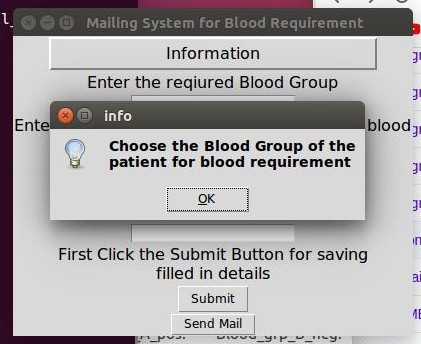 Mailing System for Blood Requirement
Information
Enter the reqiured Blood Group
Ente
blood
info
Choose the Blood Group of the
patient for blood requirement
OK
First Click the Submit Button for saving
filled in details
Submit
Send Mail